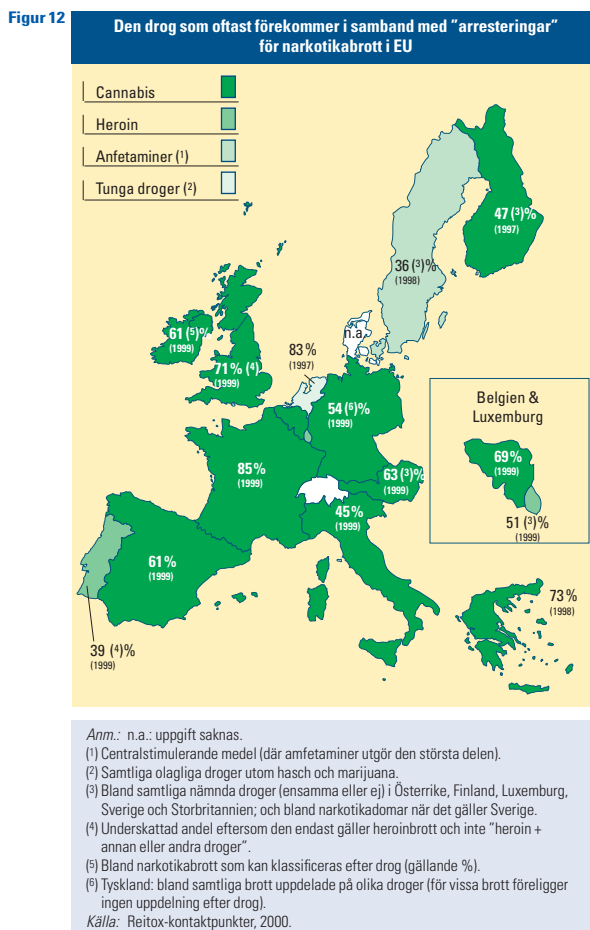 Figur 12
Den drog som oftast förekommer i samband med ”arresteringar”
för narkotikabrott i EU
Cannabis
Heroin
Anfetaminer (¹)
Tunga droger (²)
47 (³)%
(1997)
36 (³)%
(1998)
n.a.
61 (⁵)%
(1999)
71% (⁴)
(1999)
83%
(1997)
54 (⁶)%
(1999)
Belgien &
Luxemburg
69%
(1999)
51 (³)%
(1999)
85%
(1999)
63 (³)%
(1999)
45%
(1999)
61%
(1999)
73%
(1998)
39 (⁴)%
(1999)
Anm.: n.a.: uppgift saknas.
(¹) Centralstimulerande medel (där amfetaminer utgör den största delen).
(²) Samtliga olagliga droger utom hasch och marijuana.
(³) Bland samtliga nämnda droger (ensamma eller ej) i Österrike, Finland, Luxemburg,
Sverige och Storbritannien; och bland narkotikadomar när det gäller Sverige.
(⁴) Underskattad andel eftersom den endast gäller heroinbrott och inte ”heroin +
annan eller andra droger”.
(⁵) Bland narkotikabrott som kan klassificeras efter drog (gällande %).
(⁶) Tyskland: bland samtliga brott uppdelade på olika droger (för vissa brott föreligger
ingen uppdelning efter drog).
Källa: Reitox-kontaktpunkter, 2000.